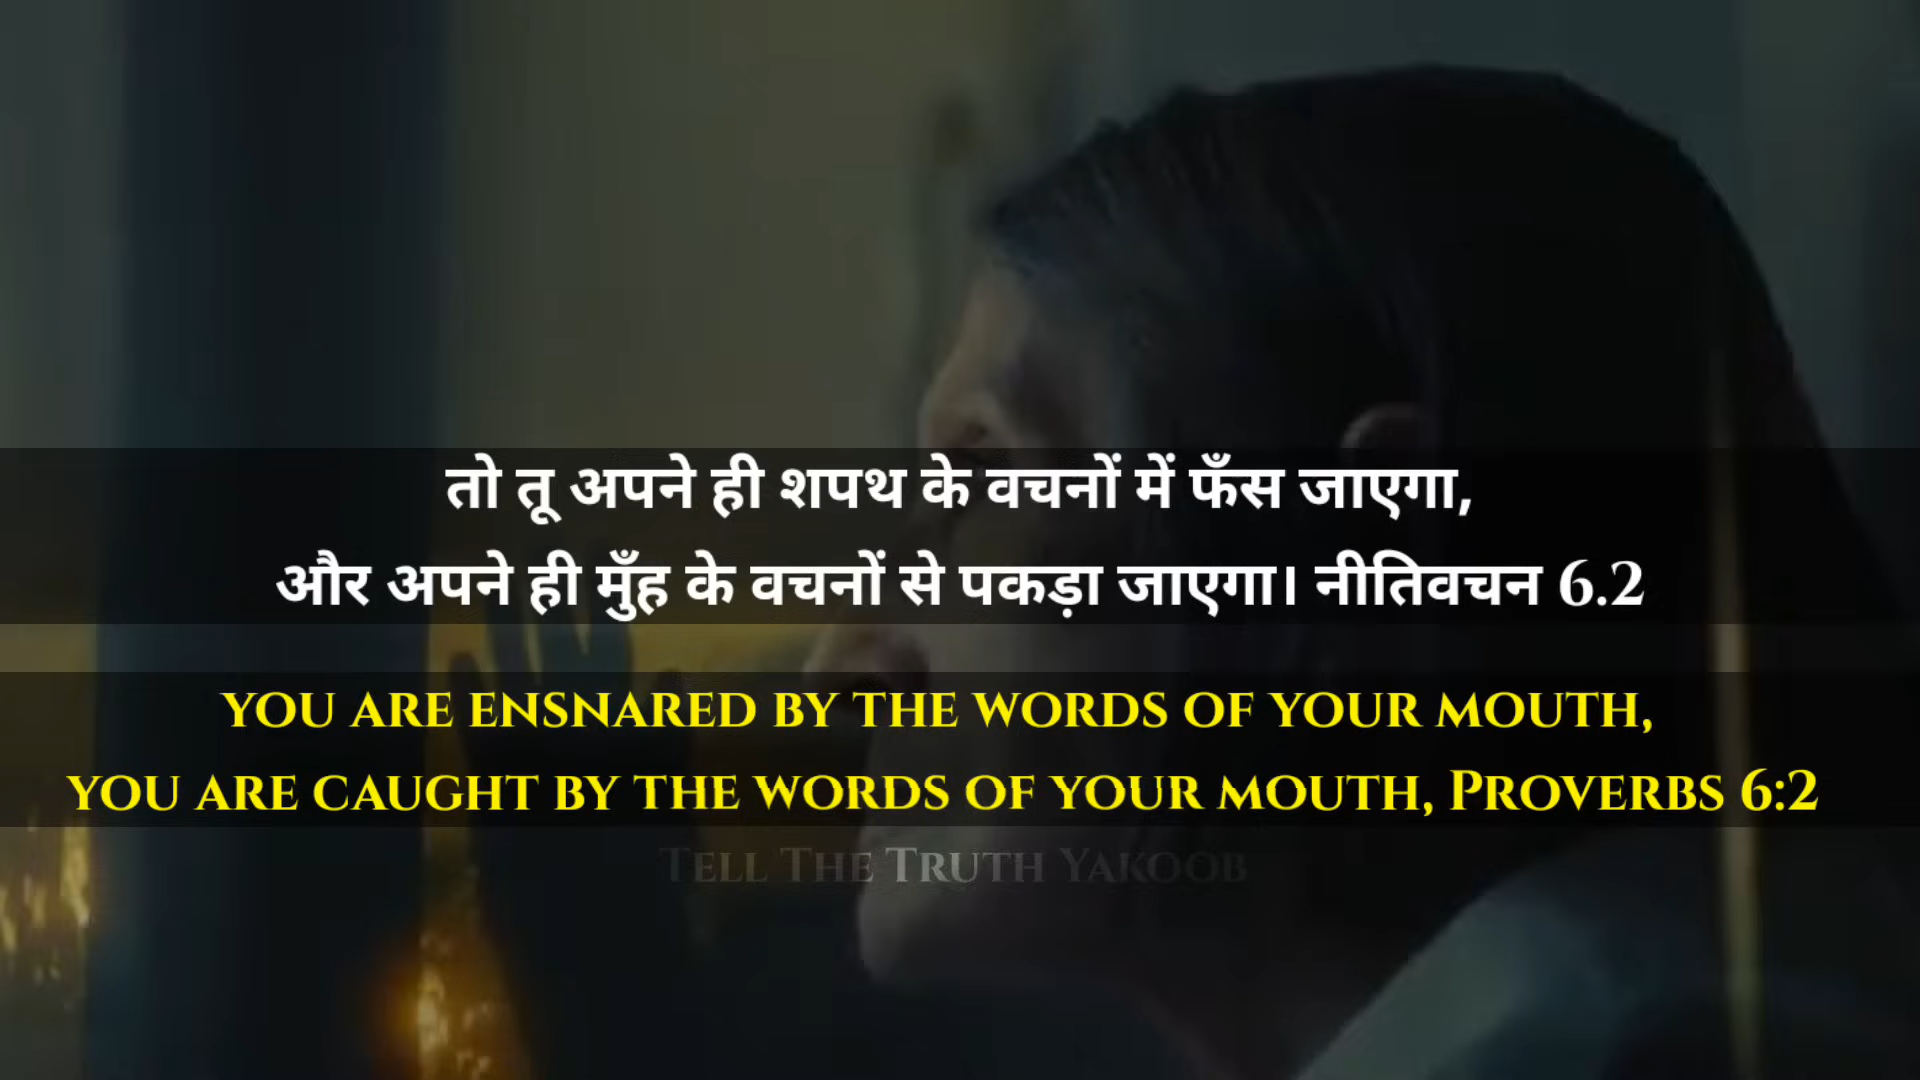 तो तू अपने ही शपथ के वचनों में फँस जाएगा,
और अपने ही मुँह के वचनों से पकड़ा जाएगा। नीतिवचन 6.2
YOU ARE ENSNARED BY THE WORDS OF YOUR MOUTH,
YOU ARE CAUGHT BY THE WORDS OF YOUR MOUTH, PROVERBS 6:2
TELL THE TRUTH YAKOOB